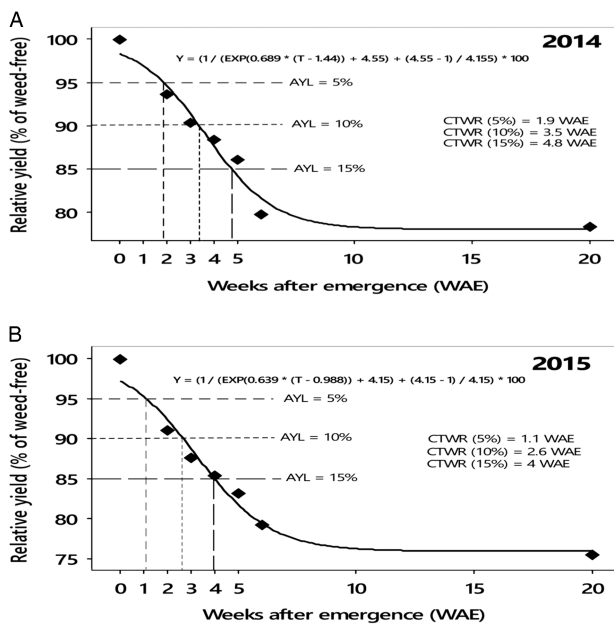 A
2014
Y = (1 / (EXP(0.689 * (T - 1.44)) + 4.55) + (4.55 - 1) / 4.155) * 100
Relative yield (% of weed-free)
100
95
90
85
80
AYL = 5%
AYL = 10%
AYL = 15%
CTWR (5%) = 1.9 WAE
CTWR (10%) = 3.5 WAE
CTWR (15%) = 4.8 WAE
0 1 2 3 4 5 10 15 20
Weeks after emergence (WAE)
B
2015
Y = (1 / (EXP(0.639 * (T - 0.988)) + 4.15) + (4.15 - 1) / 4.15) * 100
Relative yield (% of weed-free)
100
95
90
85
80
75
AYL = 5%
AYL = 10%
AYL = 15%
CTWR (5%) = 1.1 WAE
CTWR (10%) = 2.6 WAE
CTWR (15%) = 4 WAE
0 1 2 3 4 5 10 15 20
Weeks after emergence (WAE)